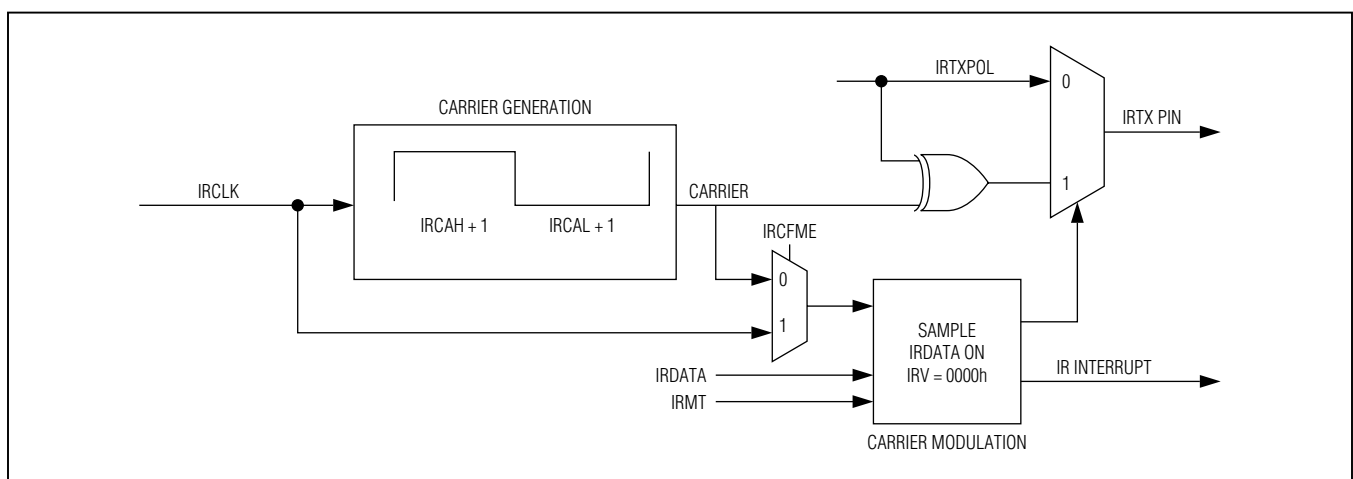 IRTXPOL
0
CARRIER GENERATION
IRTX PIN
IRCLK
CARRIER
1
IRCAH + 1
IRCAL + 1
IRCFME
0
1
SAMPLE
IRDATA ON
IRV = 0000h
IRDATA
IR INTERRUPT
IRMT
CARRIER MODULATION